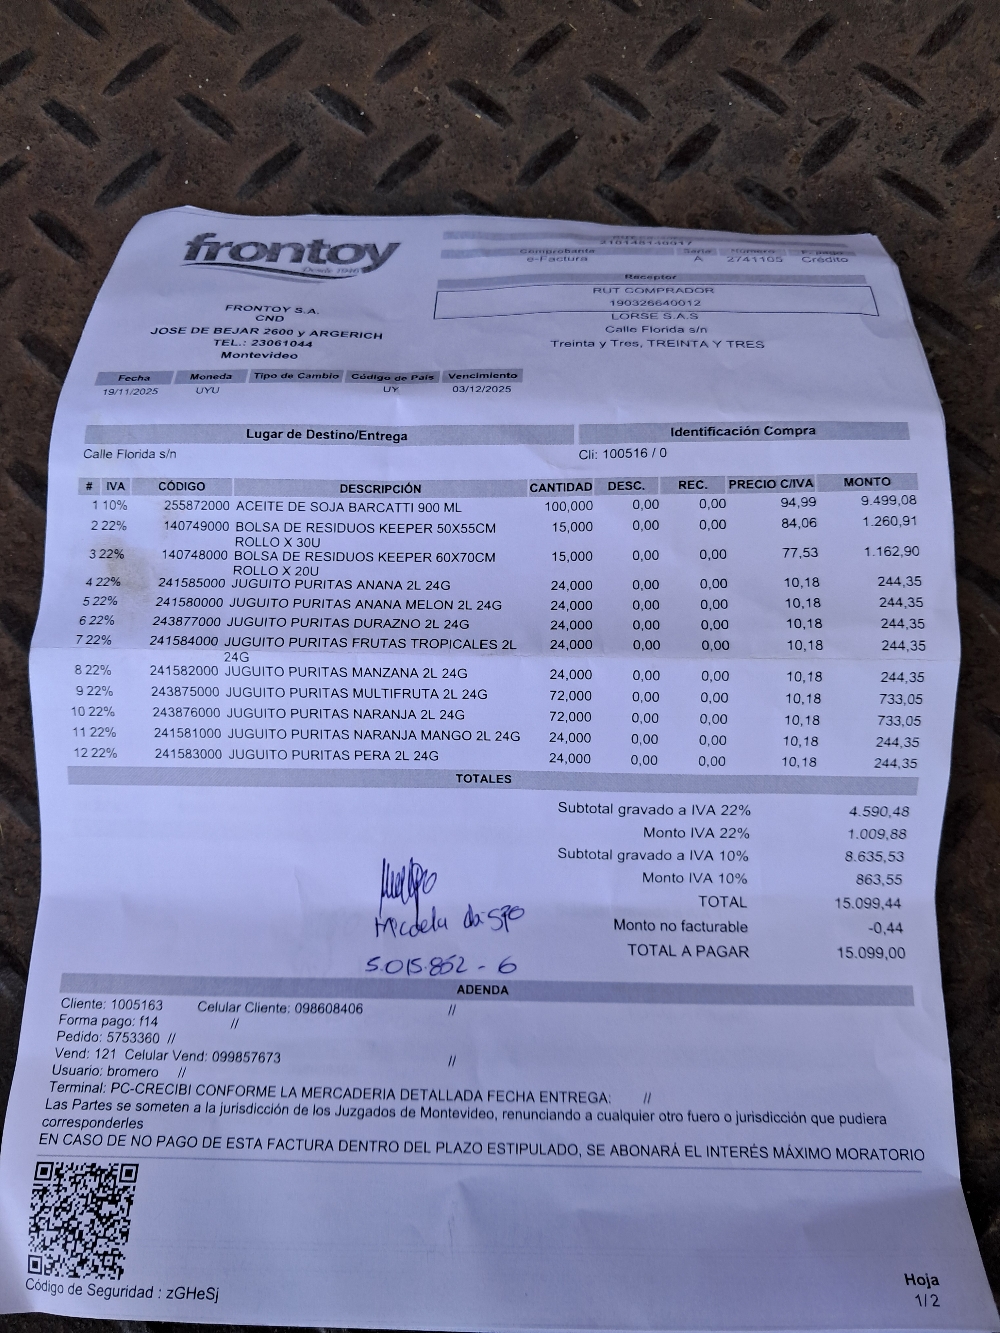 frontoy
Desde 1946
FRONTOY S.A.
CND
JOSE DE BEJAR 2600 y ARGERICH
TEL.: 23061044
Montevideo
Comprobante Serie Número
e-Factura A 2741105 Crédito
Receptor
RUT COMPRADOR
190326640012
LORSE S.A.S
Calle Florida s/n
Treinta y Tres, TREINTA Y TRES
Fecha Moneda Tipo de Cambio Código de País Vencimiento
19/11/2025 UYU UY 03/12/2025
Lugar de Destino/Entrega Identificación Compra
Calle Florida s/n Cli: 100516 / 0
# IVA CÓDIGO DESCRIPCIÓN CANTIDAD DESC. REC. PRECIO C/IVA MONTO
1 10% 255872000 ACEITE DE SOJA BARCATTI 900 ML 100,000 0,00 0,00 94,99 9.499,08
2 22% 140749000 BOLSA DE RESIDUOS KEEPER 50X55CM 15,000 0,00 0,00 84,06 1.260,91
ROLLO X 30U
3 22% 140748000 BOLSA DE RESIDUOS KEEPER 60X70CM 15,000 0,00 0,00 77,53 1.162,90
ROLLO X 20U
4 22% 241585000 JUGUITO PURITAS ANANA 2L 24G 24,000 0,00 0,00 10,18 244,35
5 22% 241580000 JUGUITO PURITAS ANANA MELON 2L 24G 24,000 0,00 0,00 10,18 244,35
6 22% 243877000 JUGUITO PURITAS DURAZNO 2L 24G 24,000 0,00 0,00 10,18 244,35
7 22% 241584000 JUGUITO PURITAS FRUTAS TROPICALES 2L 24,000 0,00 0,00 10,18 244,35
24G
8 22% 241582000 JUGUITO PURITAS MANZANA 2L 24G 24,000 0,00 0,00 10,18 244,35
9 22% 243875000 JUGUITO PURITAS MULTIFRUTA 2L 24G 72,000 0,00 0,00 10,18 733,05
10 22% 243876000 JUGUITO PURITAS NARANJA 2L 24G 72,000 0,00 0,00 10,18 733,05
11 22% 241581000 JUGUITO PURITAS NARANJA MANGO 2L 24G 24,000 0,00 0,00 10,18 244,35
12 22% 241583000 JUGUITO PURITAS PERA 2L 24G 24,000 0,00 0,00 10,18 244,35
TOTALES
Subtotal gravado a IVA 22% 4.590,48
Monto IVA 22% 1.009,88
Subtotal gravado a IVA 10% 8.635,53
Monto IVA 10% 863,55
TOTAL 15.099,44
Monto no facturable -0,44
TOTAL A PAGAR 15.099,00
5.015.862 - 6
ADENDA
Cliente: 1005163 Celular Cliente: 098608406 //
Forma pago: f14 //
Pedido: 5753360 //
Vend: 121 Celular Vend: 099857673 //
Usuario: bromero //
Terminal: PC-CRECIBI CONFORME LA MERCADERIA DETALLADA FECHA ENTREGA: //
Las Partes se someten a la jurisdicción de los Juzgados de Montevideo, renunciando a cualquier otro fuero o jurisdicción que pudiera
corresponderles
EN CASO DE NO PAGO DE ESTA FACTURA DENTRO DEL PLAZO ESTIPULADO, SE ABONARÁ EL INTERÉS MÁXIMO MORATORIO
Código de Seguridad : zGHeSj
Hoja
1/2